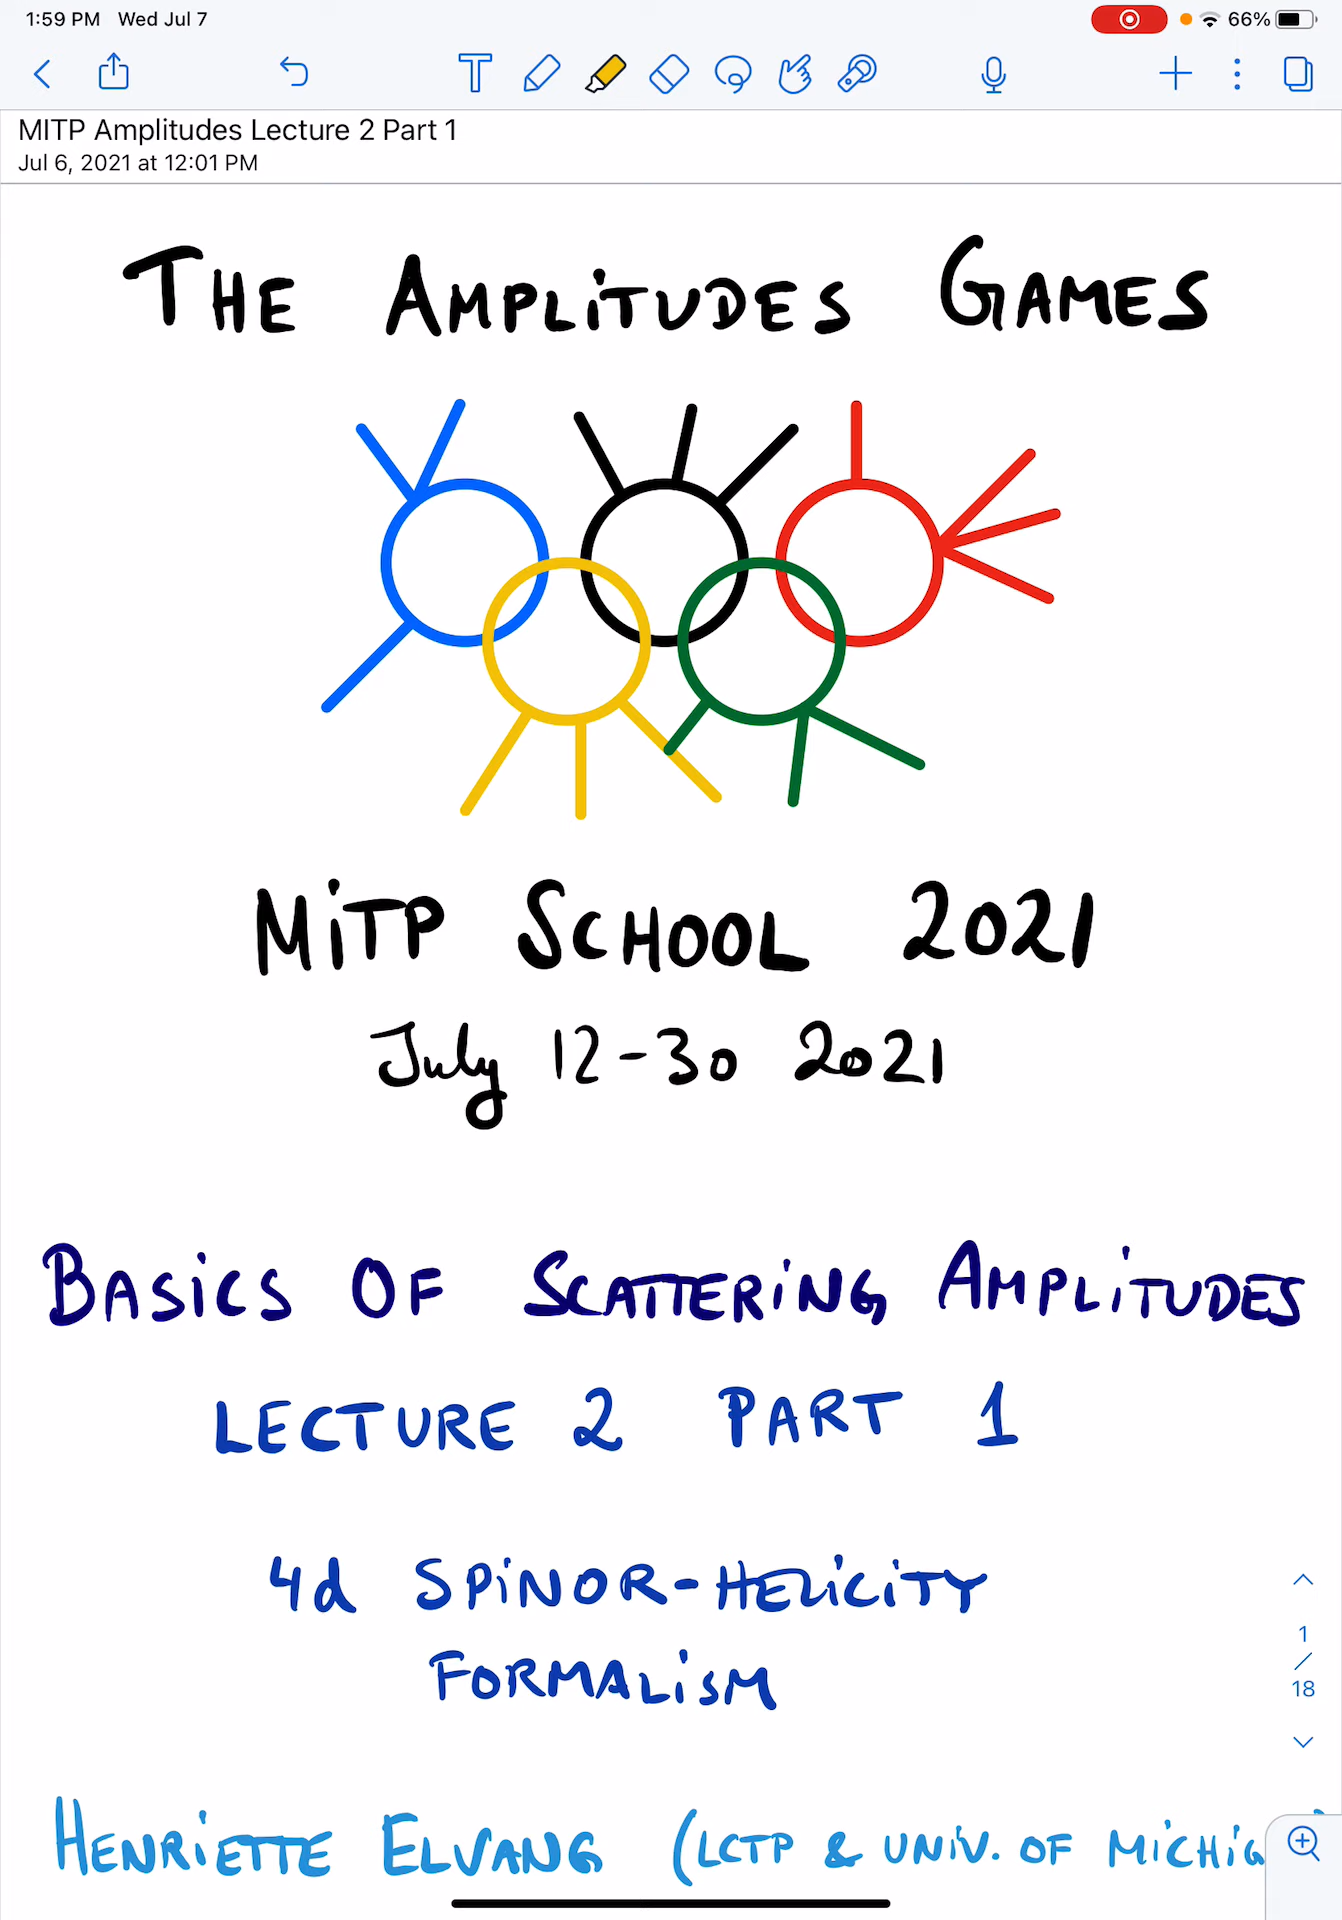 1:59 PM Wed Jul 7 66%
MITP Amplitudes Lecture 2 Part 1
Jul 6, 2021 at 12:01 PM
THE AMPLiTUDES GAMES
MiTP SCHOOL 2021
July 12-30 2021
BASiCS OF SCATTERiNG AMPLiTUDES
LECTURE 2 PART 1
4d SPiNOR-HELiCiTY
FORMALiSM
1
/
18
HENRiETTE ELVANG (LCTP & UNiV. OF MiCHiG